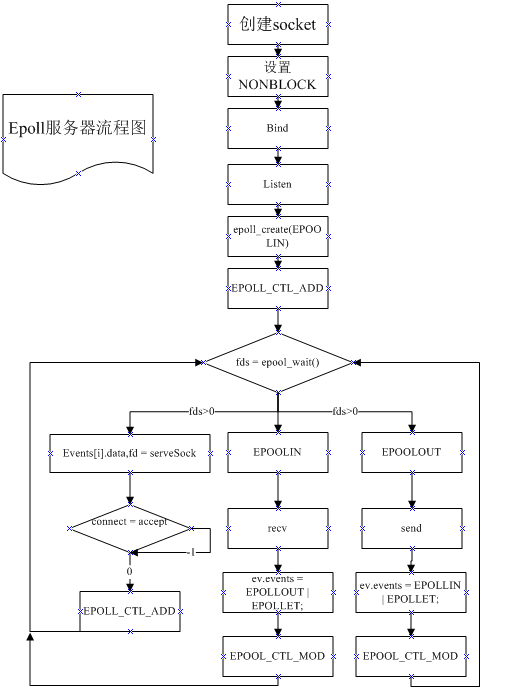 创建socket
设置
NONBLOCK
Epoll服务器流程图
Bind
Listen
epoll_create(EPOO
LIN)
EPOLL_CTL_ADD
fds = epool_wait()
fds>0
fds>0
Events[i].data,fd = serveSock
EPOOLIN
EPOOLOUT
connect = accept
-1
recv
send
0
EPOLL_CTL_ADD
ev.events =
EPOLLOUT |
EPOLLET;
ev.events = EPOLLIN
| EPOLLET;
EPOOL_CTL_MOD
EPOOL_CTL_MOD